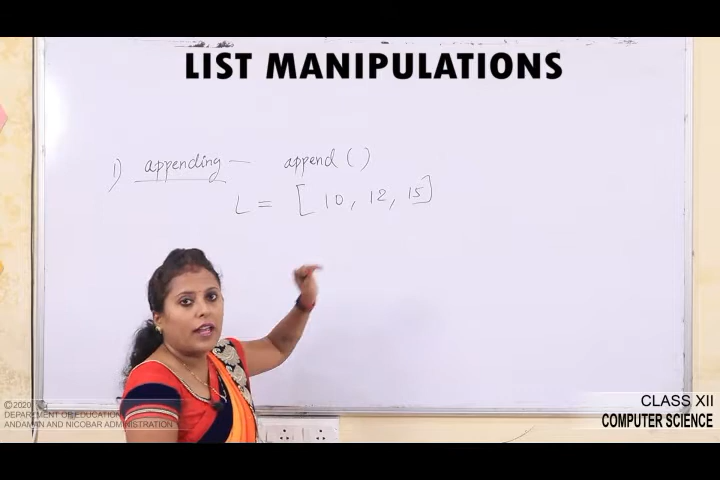 LIST MANIPULATIONS
1) appending — append ( )
L = [ 10, 12, 15 ]
©2020
DEPARTMENT OF EDUCATION
ANDAMAN AND NICOBAR ADMINISTRATION
CLASS XII
COMPUTER SCIENCE